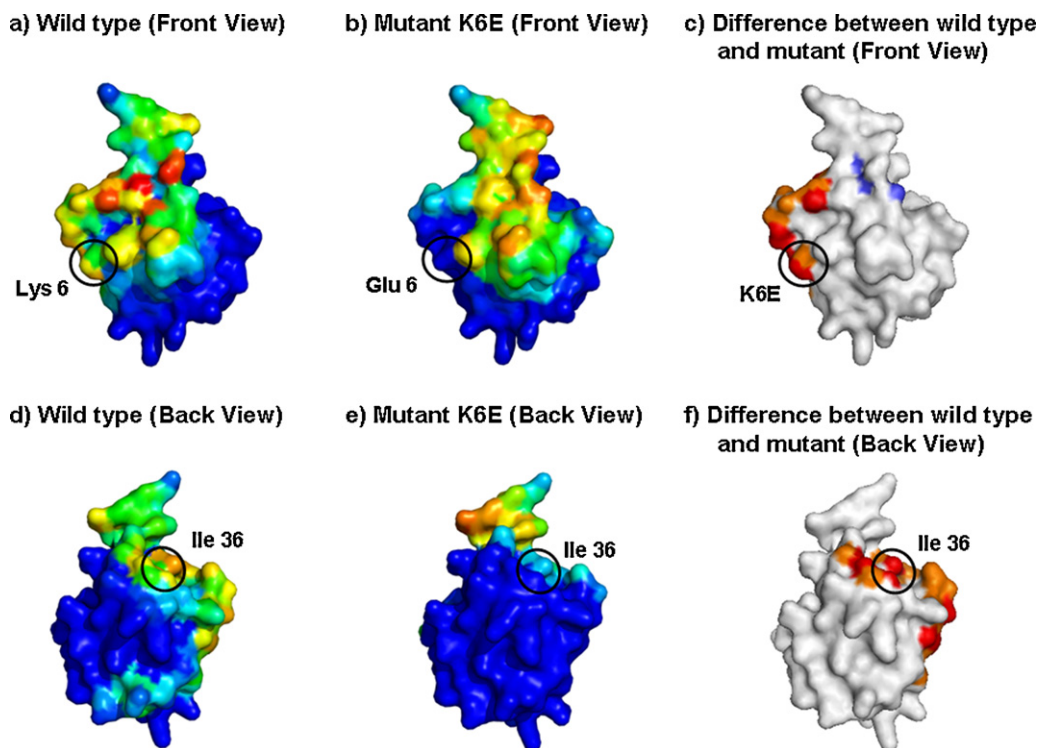 a) Wild type (Front View)
b) Mutant K6E (Front View)
c) Difference between wild type
and mutant (Front View)
Lys 6
Glu 6
K6E
d) Wild type (Back View)
e) Mutant K6E (Back View)
f) Difference between wild type
and mutant (Back View)
Ile 36
Ile 36
Ile 36